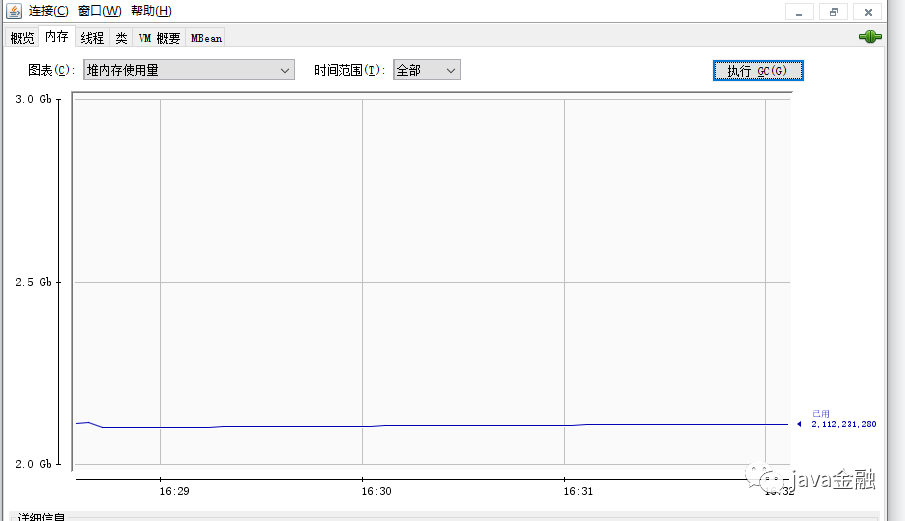 连接(C) 窗口(W) 帮助(H)
概览 内存 线程 类 VM 概要 MBean
图表(C): 堆内存使用量 时间范围(T): 全部 执行 GC(G)
3.0 Gb
2.5 Gb
已用
2,112,231,280
2.0 Gb
java金融
16:29 16:30 16:31 16:32
详细信息